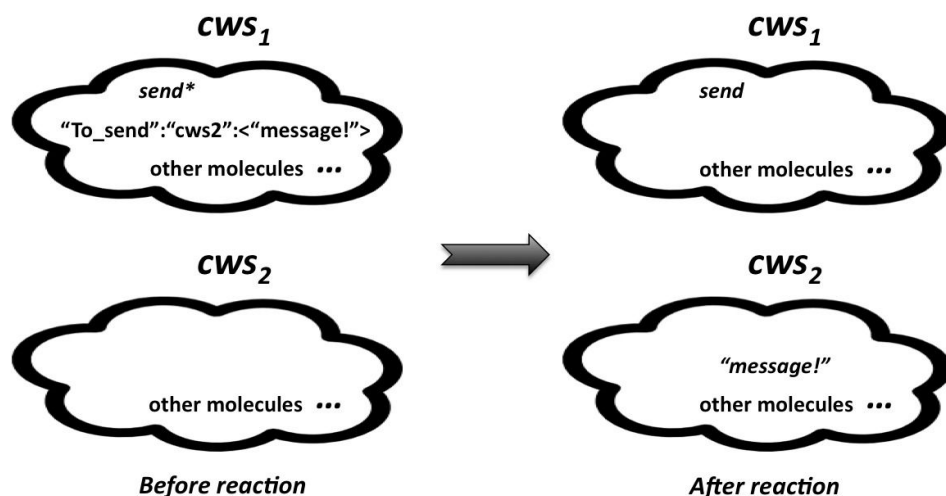 cws1
send*
“To_send”:“cws2”:<“message!”>
other molecules ...
cws2
other molecules ...
Before reaction
cws1
send
other molecules ...
cws2
“message!”
other molecules ...
After reaction